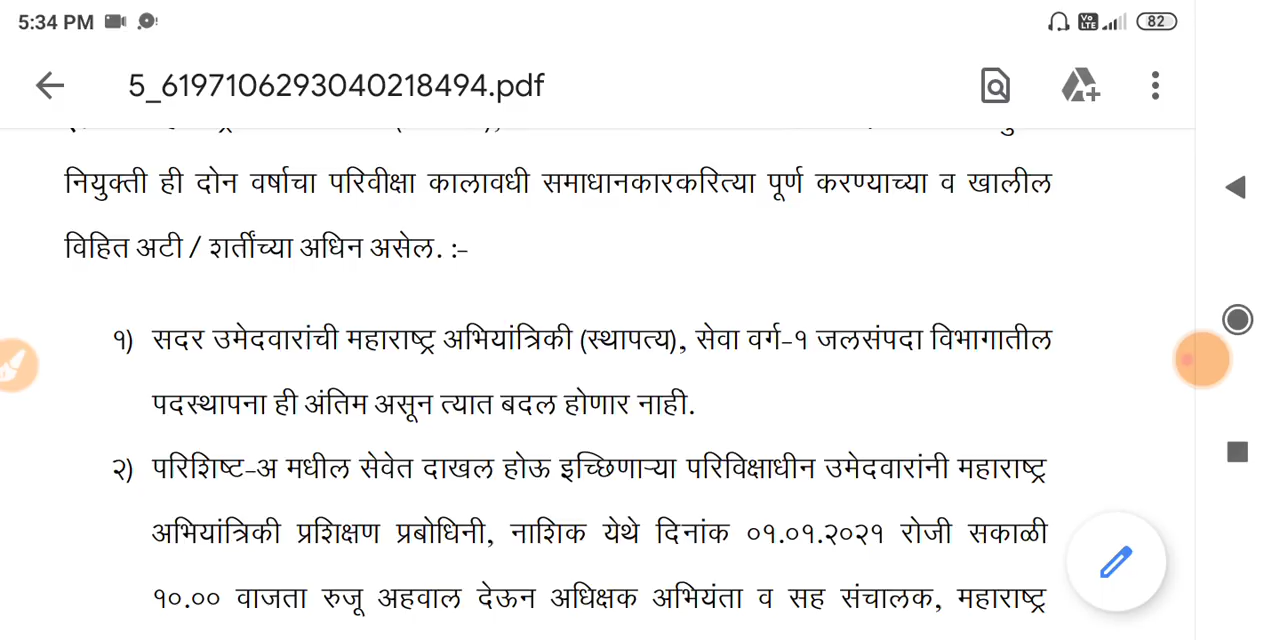 5:34 PM
Vo LTE
82
5_6197106293040218494.pdf
नियुक्ती ही दोन वर्षाचा परिवीक्षा कालावधी समाधानकारकरित्या पूर्ण करण्याच्या व खालील
विहित अटी / शर्तींच्या अधिन असेल. :-
१) सदर उमेदवारांची महाराष्ट्र अभियांत्रिकी (स्थापत्य), सेवा वर्ग-१ जलसंपदा विभागातील
पदस्थापना ही अंतिम असून त्यात बदल होणार नाही.
२) परिशिष्ट-अ मधील सेवेत दाखल होऊ इच्छिणाऱ्या परिविक्षाधीन उमेदवारांनी महाराष्ट्र
अभियांत्रिकी प्रशिक्षण प्रबोधिनी, नाशिक येथे दिनांक ०१.०१.२०२१ रोजी सकाळी
१०.०० वाजता रुजू अहवाल देऊन अधिक्षक अभियंता व सह संचालक, महाराष्ट्र